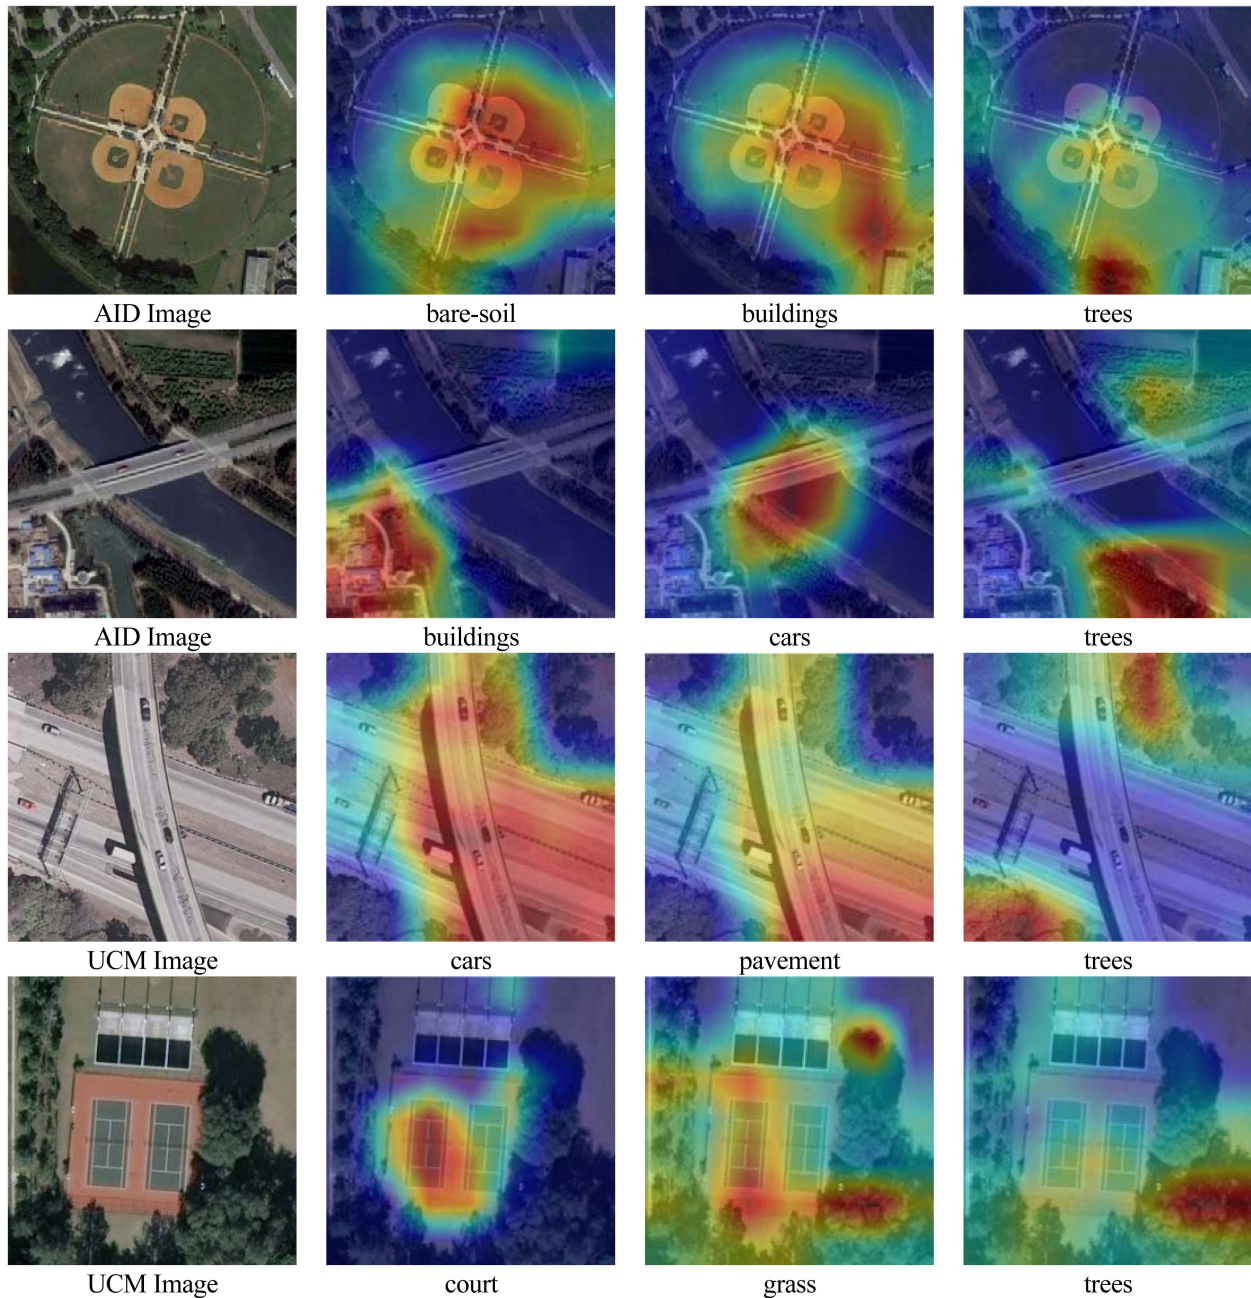 AID Image bare-soil buildings trees
AID Image buildings cars trees
UCM Image cars pavement trees
UCM Image court grass trees